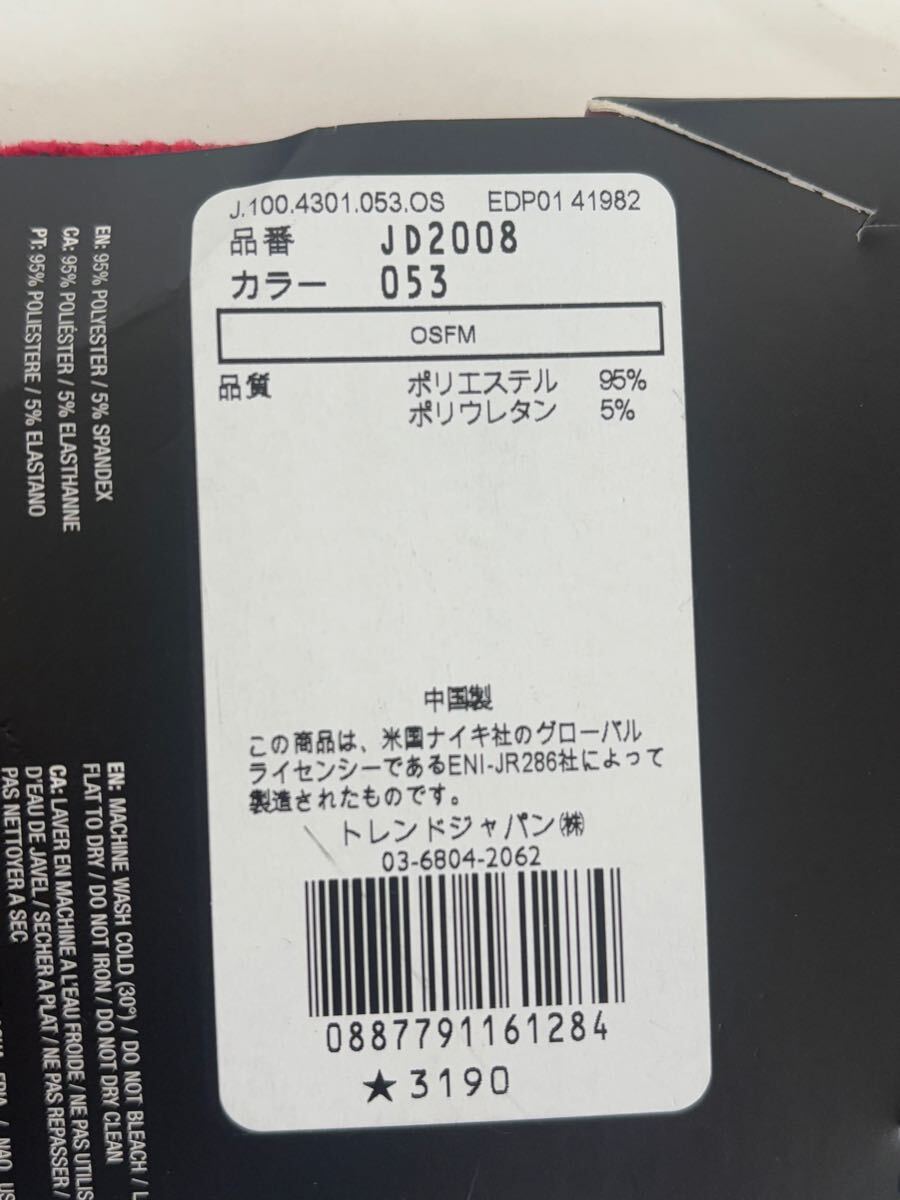 J.100.4301.053.OS EDP01 41982
品番 JD2008
カラー 053
OSFM
品質 ポリエステル 95%
ポリウレタン 5%
中国製
この商品は、米国ナイキ社のグローバル
ライセンシーであるENI-JR286社によって
製造されたものです。
トレンドジャパン㈱
03-6804-2062
0887791161284
★3190
EN: 95% POLYESTER / 5% SPANDEX
CA: 95% POLIÉSTER / 5% ELASTHANNE
PT: 95% POLIESTERE / 5% ELASTANO
EN: MACHINE WASH COLD (30°) / DO NOT BLEACH / L
FLAT TO DRY / DO NOT IRON / DO NOT DRY CLEAN
CA: LAVER EN MACHINE A L'EAU FROIDE / NE PAS UTILIS
D'EAU DE JAVEL / SECHER A PLAT / NE PAS REPASSER /
PAS NETTOYER A SEC